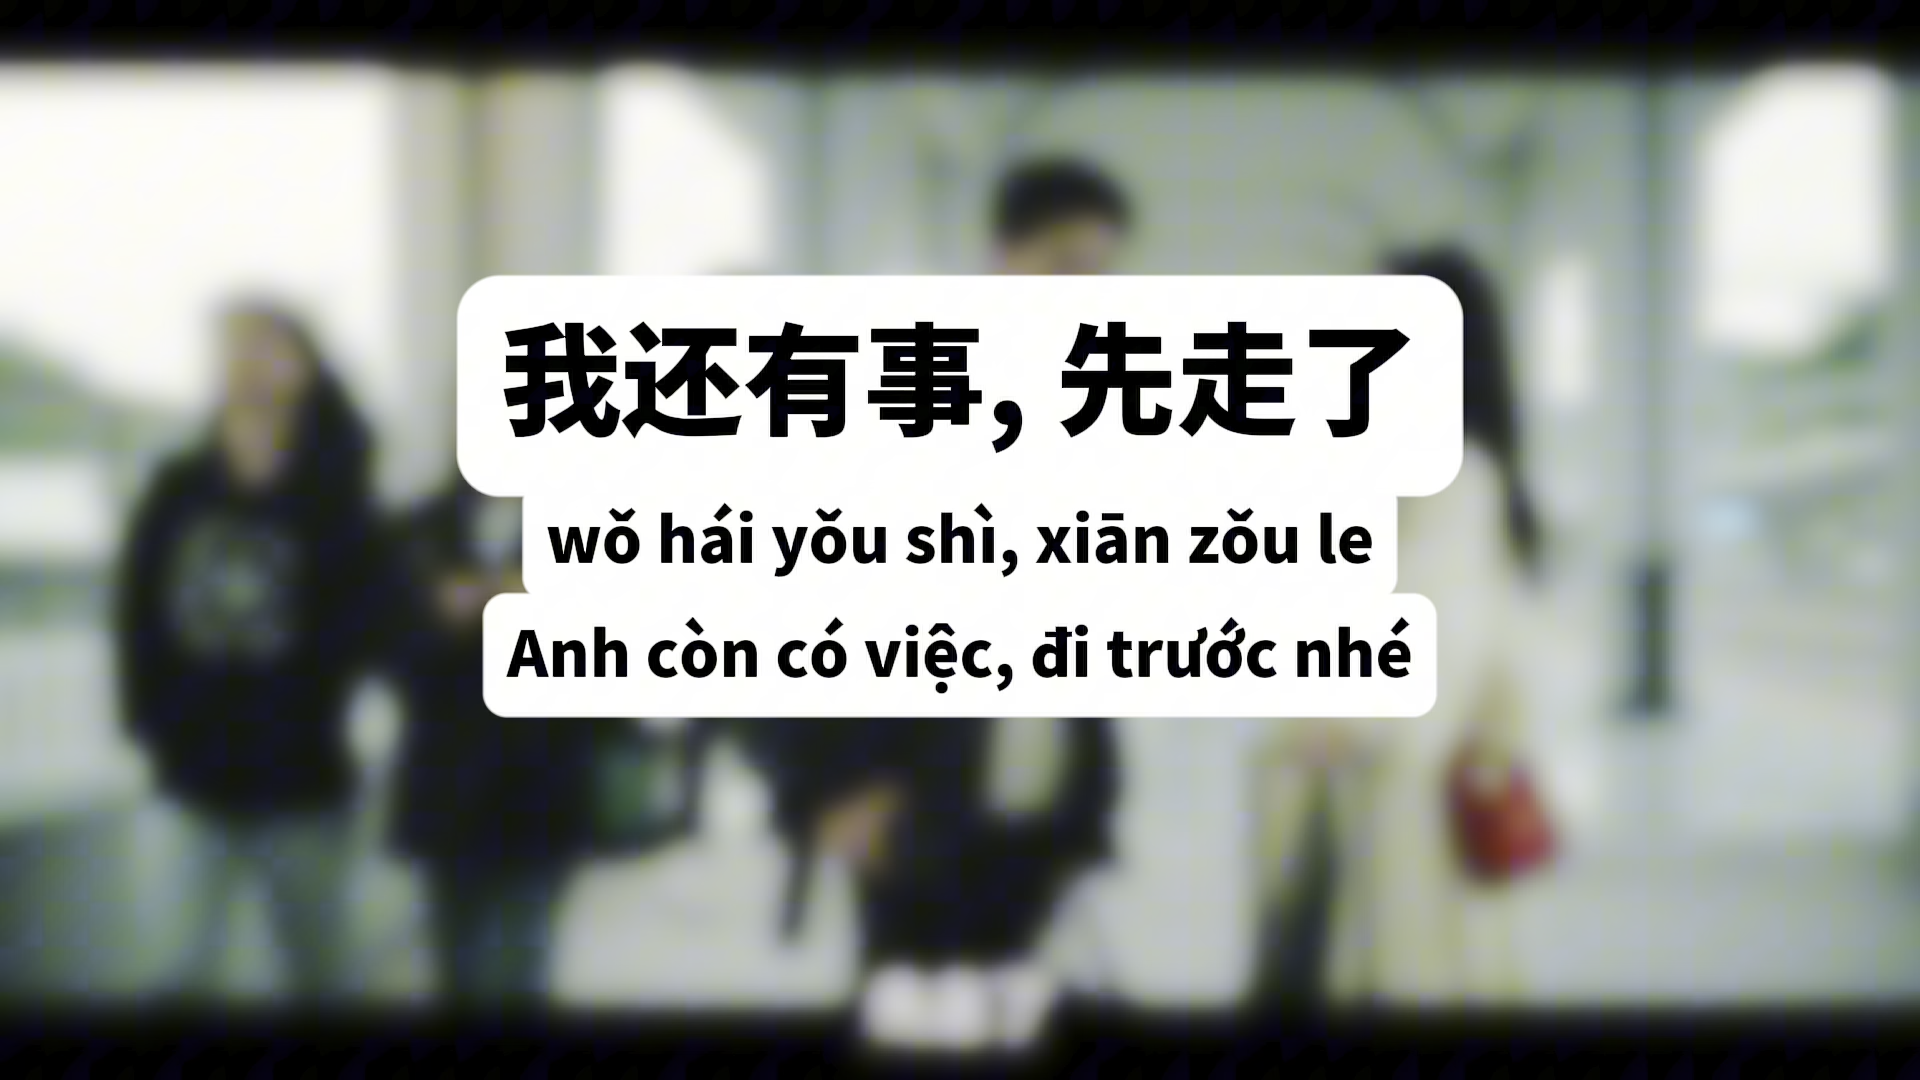 我还有事, 先走了
wǒ hái yǒu shì, xiān zǒu le
Anh còn có việc, đi trước nhé